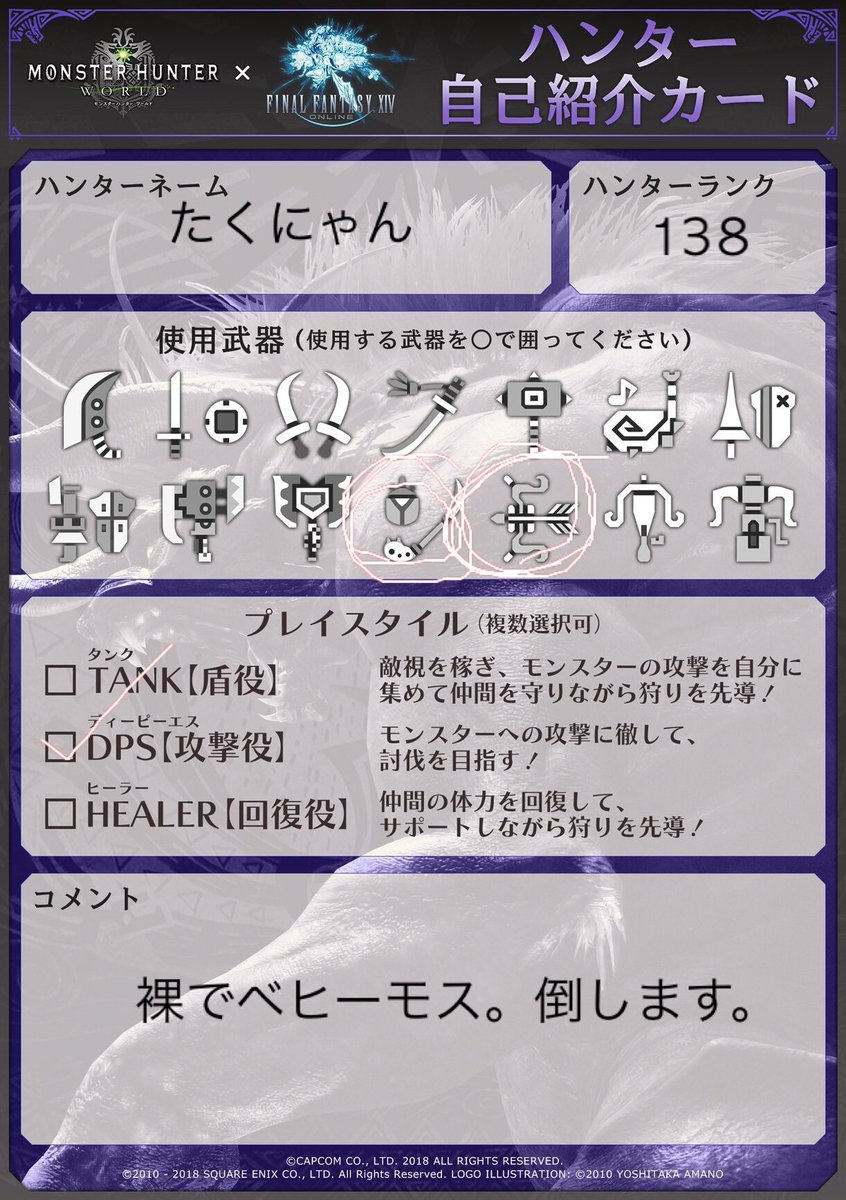 MONSTER HUNTER
WORLD
モンスターハンター：ワールド
×
FINAL FANTASY XIV
ONLINE
ハンター
自己紹介カード
ハンターネーム
たくにゃん
ハンターランク
138
使用武器（使用する武器を〇で囲ってください）
プレイスタイル（複数選択可）
タンク
TANK【盾役】
敵視を稼ぎ、モンスターの攻撃を自分に
集めて仲間を守りながら狩りを先導！
ディーピーエス
DPS【攻撃役】
モンスターへの攻撃に徹して、
討伐を目指す！
ヒーラー
HEALER【回復役】
仲間の体力を回復して、
サポートしながら狩りを先導！
コメント
裸でベヒーモス。倒します。
©CAPCOM CO., LTD. 2018 ALL RIGHTS RESERVED.
©2010 - 2018 SQUARE ENIX CO., LTD. All Rights Reserved. LOGO ILLUSTRATION: ©2010 YOSHITAKA AMANO